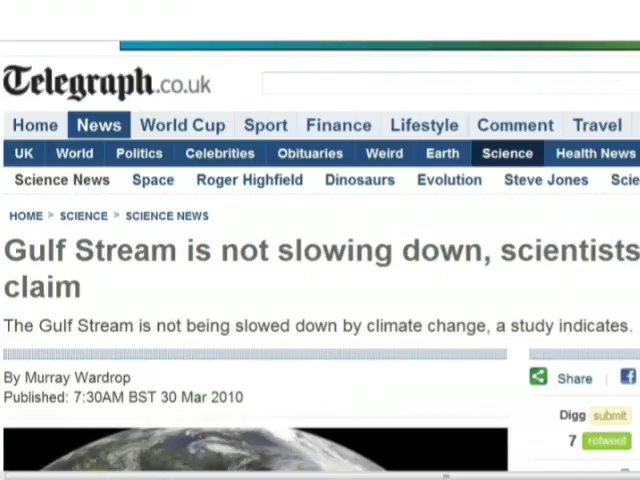 Telegraph.co.uk
Home News World Cup Sport Finance Lifestyle Comment Travel
UK World Politics Celebrities Obituaries Weird Earth Science Health News
Science News Space Roger Highfield Dinosaurs Evolution Steve Jones Scie
HOME > SCIENCE > SCIENCE NEWS
Gulf Stream is not slowing down, scientists
claim
The Gulf Stream is not being slowed down by climate change, a study indicates.
By Murray Wardrop
Share
Published: 7:30AM BST 30 Mar 2010
Digg submit
7 retweet